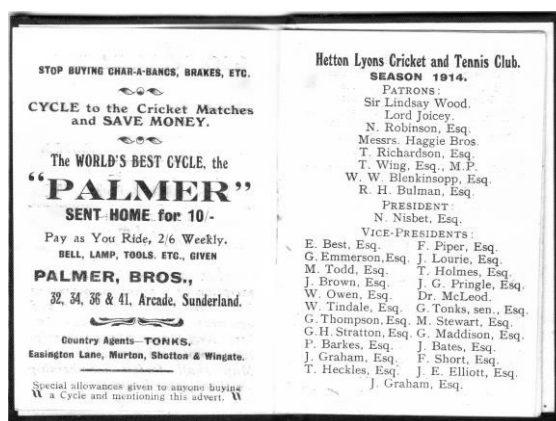 STOP BUYING CHAR-A-BANCS, BRAKES, ETC.
CYCLE to the Cricket Matches
and SAVE MONEY.
The WORLD'S BEST CYCLE, the
"PALMER"
SENT HOME for 10/-
Pay as You Ride, 2/6 Weekly.
BELL, LAMP, TOOLS. ETC., GIVEN
PALMER, BROS.,
32, 34, 36 & 41, Arcade, Sunderland.
Country Agents—TONKS,
Easington Lane, Murton, Shotton & Wingate.
Special allowances given to anyone buying
a Cycle and mentioning this advert.
Hetton Lyons Cricket and Tennis Club.
SEASON 1914.
PATRONS:
Sir Lindsay Wood.
Lord Joicey.
N. Robinson, Esq.
Messrs. Haggie Bros.
T. Richardson, Esq.
T. Wing, Esq., M.P.
W. W. Blenkinsopp, Esq.
R. H. Bulman, Esq.
PRESIDENT:
N. Nisbet, Esq.
VICE-PRESIDENTS:
E. Best, Esq. F. Piper, Esq.
G. Emmerson, Esq. J. Lourie, Esq.
M. Todd, Esq. T. Holmes, Esq.
J. Brown, Esq. J. G. Pringle, Esq.
W. Owen, Esq. Dr. McLeod.
W. Tindale, Esq. G. Tonks, sen., Esq.
G. Thompson, Esq. M. Stewart, Esq.
G. H. Stratton, Esq. G. Maddison, Esq.
P. Barkes, Esq. J. Bates, Esq.
J. Graham, Esq. F. Short, Esq.
T. Heckles, Esq. J. E. Elliott, Esq.
J. Graham, Esq.